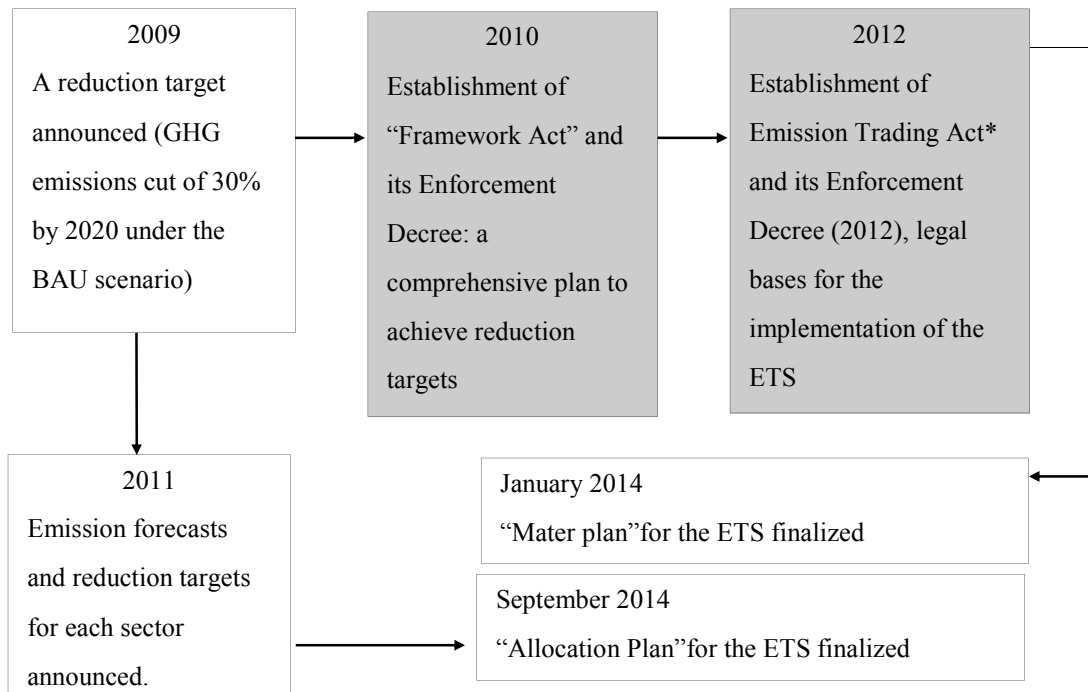 2009
A reduction target
announced (GHG
emissions cut of 30%
by 2020 under the
BAU scenario)
2010
Establishment of
“Framework Act” and
its Enforcement
Decree: a
comprehensive plan to
achieve reduction
targets
2012
Establishment of
Emission Trading Act*
and its Enforcement
Decree (2012), legal
bases for the
implementation of the
ETS
2011
Emission forecasts
and reduction targets
for each sector
announced.
January 2014
“Mater plan”for the ETS finalized
September 2014
“Allocation Plan”for the ETS finalized